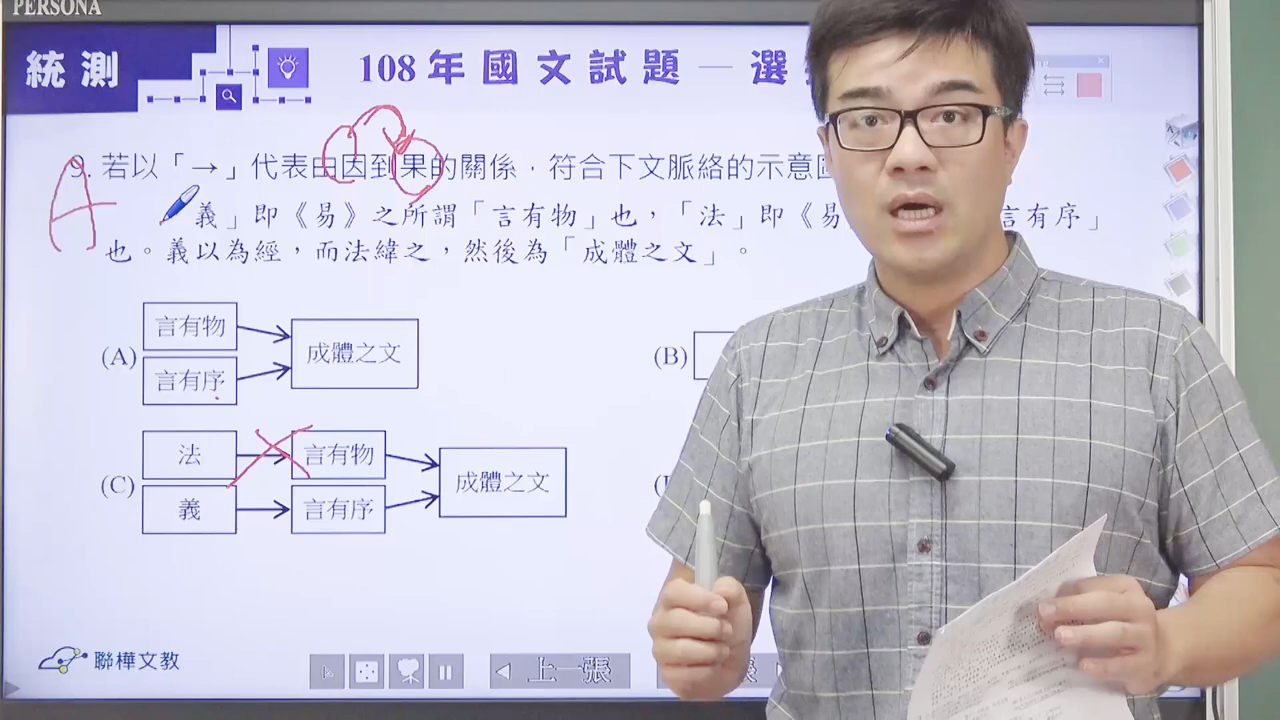 PERSONA
統測
108年國文試題—選
9. 若以「→」代表由因到果的關係，符合下文脈絡的示意
義」即《易》之所謂「言有物」也，「法」即《易 言有序」
也。義以為經，而法緯之，然後為「成體之文」。
A
(A) 言有物 言有序 成體之文
(B)
(C) 法 言有物 義 言有序 成體之文
聯樺文教
上一張